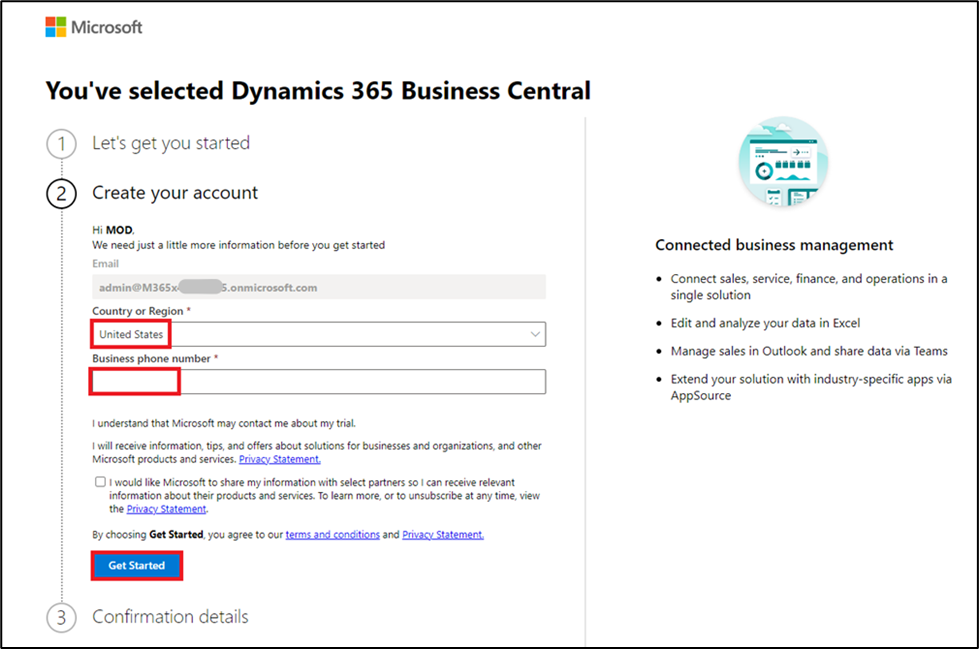 Microsoft
You've selected Dynamics 365 Business Central
1 Let's get you started
2 Create your account
Hi MOD,
We need just a little more information before you get started
Email
admin@M365x 5.onmicrosoft.com
Country or Region *
United States
Business phone number *
I understand that Microsoft may contact me about my trial.
I will receive information, tips, and offers about solutions for businesses and organizations, and other
Microsoft products and services. Privacy Statement.
I would like Microsoft to share my information with select partners so I can receive relevant
information about their products and services. To learn more, or to unsubscribe at any time, view
the Privacy Statement.
By choosing Get Started, you agree to our terms and conditions and Privacy Statement.
Get Started
3 Confirmation details
Connected business management
• Connect sales, service, finance, and operations in a
single solution
• Edit and analyze your data in Excel
• Manage sales in Outlook and share data via Teams
• Extend your solution with industry-specific apps via
AppSource